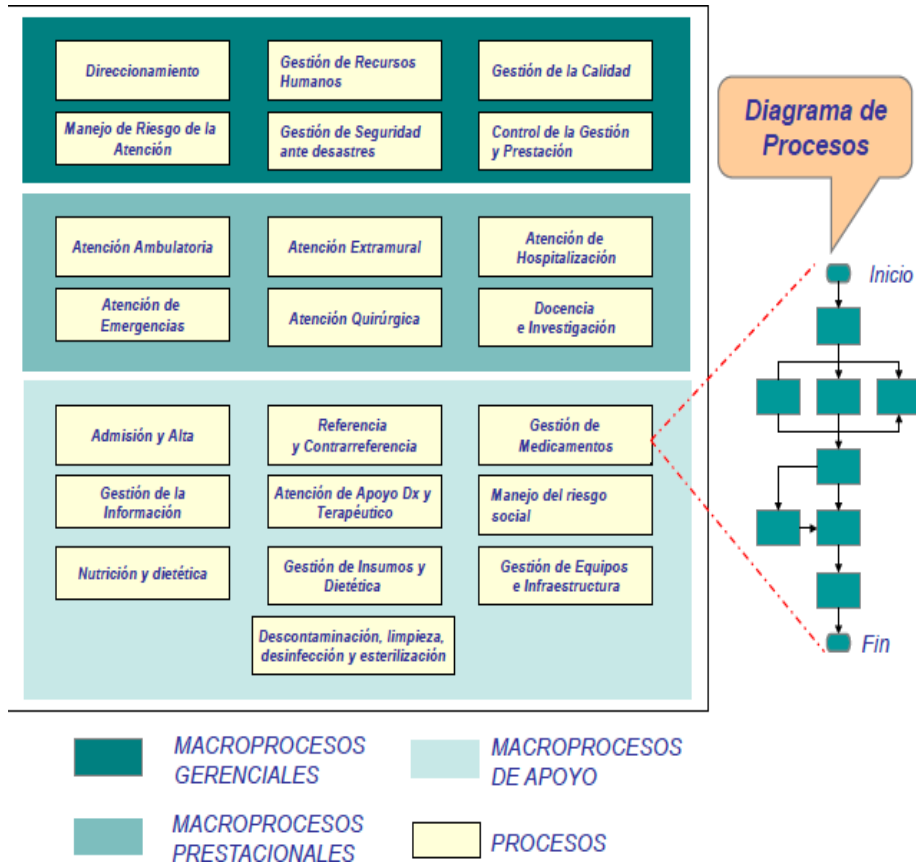 Direccionamiento
Gestión de Recursos
Humanos
Gestión de la Calidad
Manejo de Riesgo de la
Atención
Gestión de Seguridad
ante desastres
Control de la Gestión
y Prestación
Atención Ambulatoria
Atención Extramural
Atención de
Hospitalización
Atención de
Emergencias
Atención Quirúrgica
Docencia
e Investigación
Admisión y Alta
Referencia
y Contrarreferencia
Gestión de
Medicamentos
Gestión de la
Información
Atención de Apoyo Dx y
Terapéutico
Manejo del riesgo
social
Nutrición y dietética
Gestión de Insumos y
Dietética
Gestión de Equipos
e Infraestructura
Descontaminación, limpieza,
desinfección y esterilización
Diagrama de
Procesos
Inicio
Fin
MACROPROCESOS
GERENCIALES
MACROPROCESOS
DE APOYO
MACROPROCESOS
PRESTACIONALES
PROCESOS